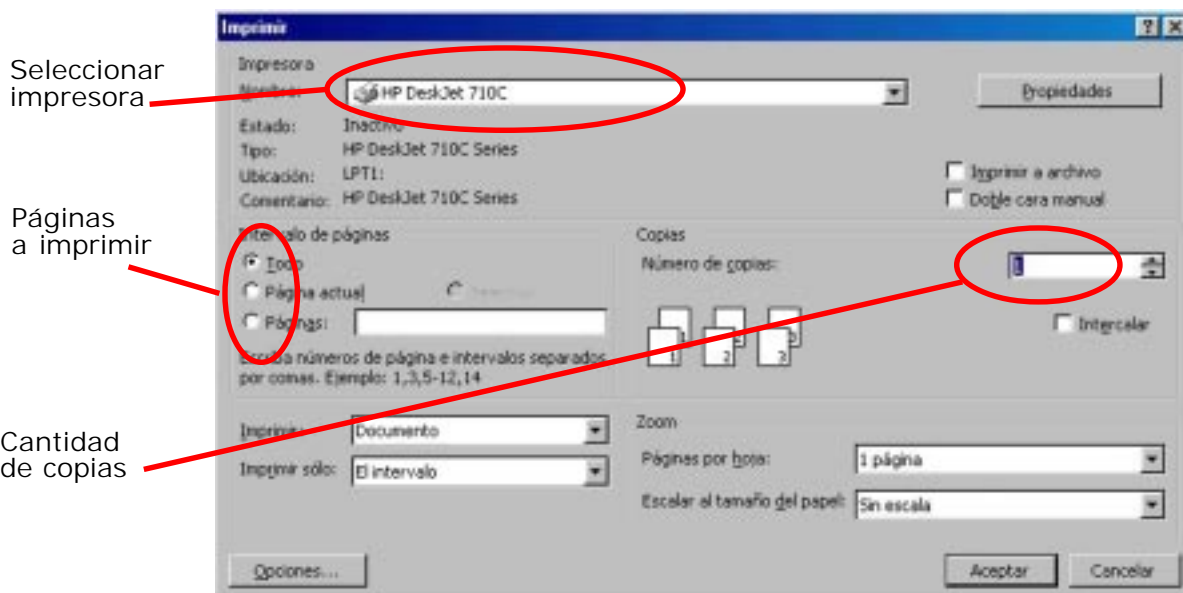 Imprimir
Seleccionar
impresora
Impresora
Nombre:
HP DeskJet 710C
Propiedades
Estado: Inactivo
Tipo: HP DeskJet 710C Series
Ubicación: LPT1:
Comentario: HP DeskJet 710C Series
Imprimir a archivo
Doble cara manual
Páginas
a imprimir
Intervalo de páginas
Todo
Página actual
Páginas:
Escriba números de página e intervalos separados
por comas. Ejemplo: 1,3,5-12,14
Copias
Número de copias: 1
1 2 3
Intercalar
Cantidad
de copias
Imprimir: Documento
Imprimir sólo: El intervalo
Zoom
Páginas por hoja: 1 página
Escalar al tamaño del papel: Sin escala
Opciones...
Aceptar
Cancelar